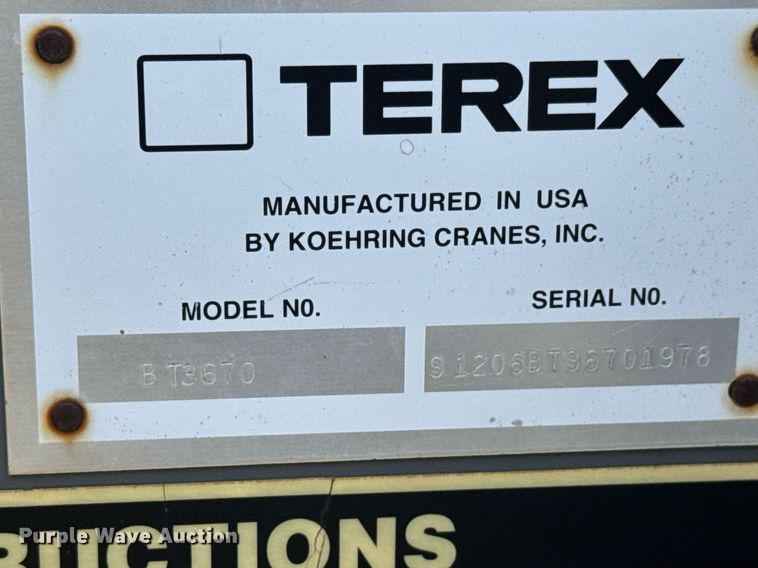 TEREX
MANUFACTURED IN USA
BY KOEHRING CRANES, INC.
MODEL NO.
SERIAL NO.
BT3670
S1206BT36701978
RUCTIONS
Purple Wave Auction